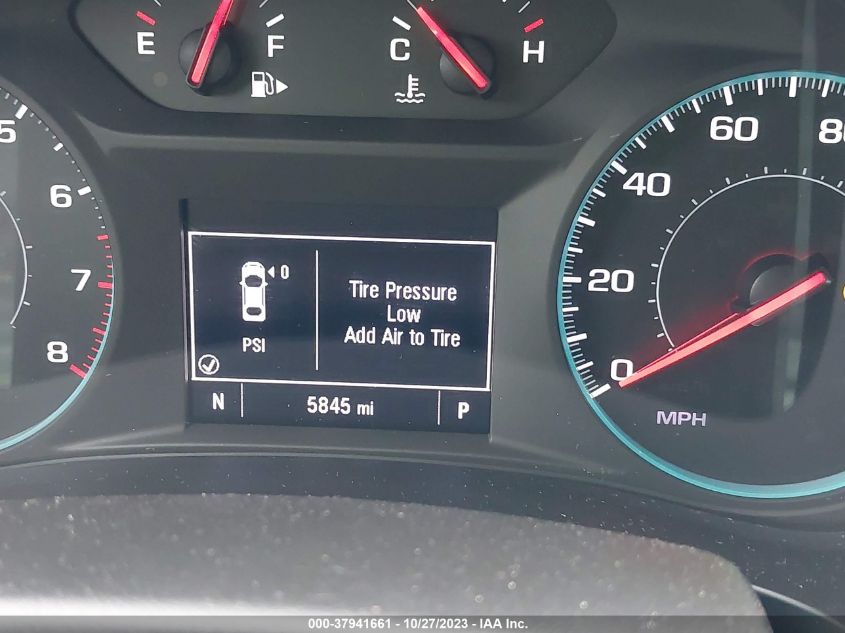 E F
C H
5
6
7
8
0
PSI
Tire Pressure
Low
Add Air to Tire
N 5845 mi P
0
20
40
60
80
MPH
000-37941661 - 10/27/2023 - IAA Inc.